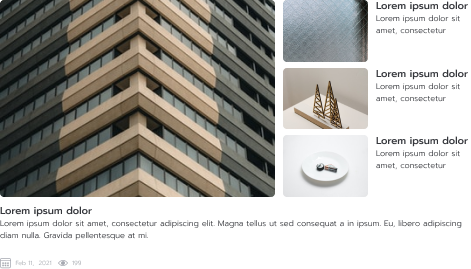 Lorem ipsum dolor
Lorem ipsum dolor sit
amet, consectetur
Lorem ipsum dolor
Lorem ipsum dolor sit
amet, consectetur
Lorem ipsum dolor
Lorem ipsum dolor sit
amet, consectetur
Lorem ipsum dolor
Lorem ipsum dolor sit amet, consectetur adipiscing elit. Magna tellus ut sed consequat a in ipsum. Eu, libero adipiscing
diam nulla. Gravida pellentesque at mi.
Feb 11, 2021 199